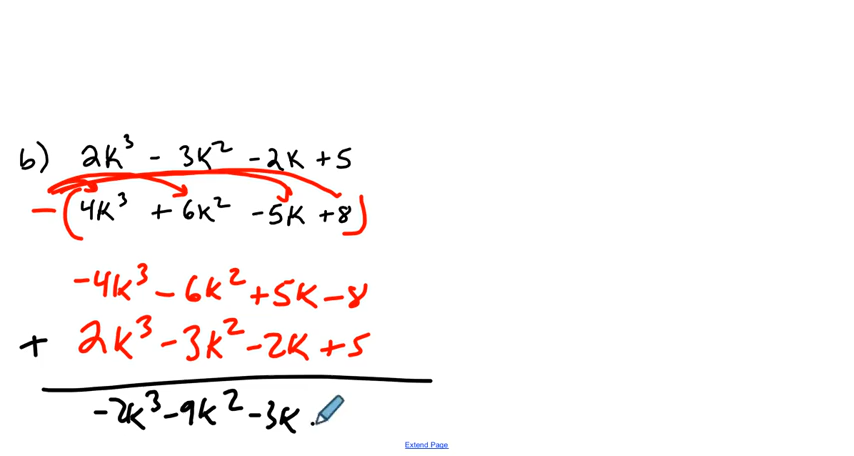 b) 2k³ - 3k² - 2k + 5
- (4k³ + 6k² - 5k + 8)
-4k³ - 6k² + 5k - 8
+ 2k³ - 3k² - 2k + 5
-2k³ - 9k² - 3k
Extend Page